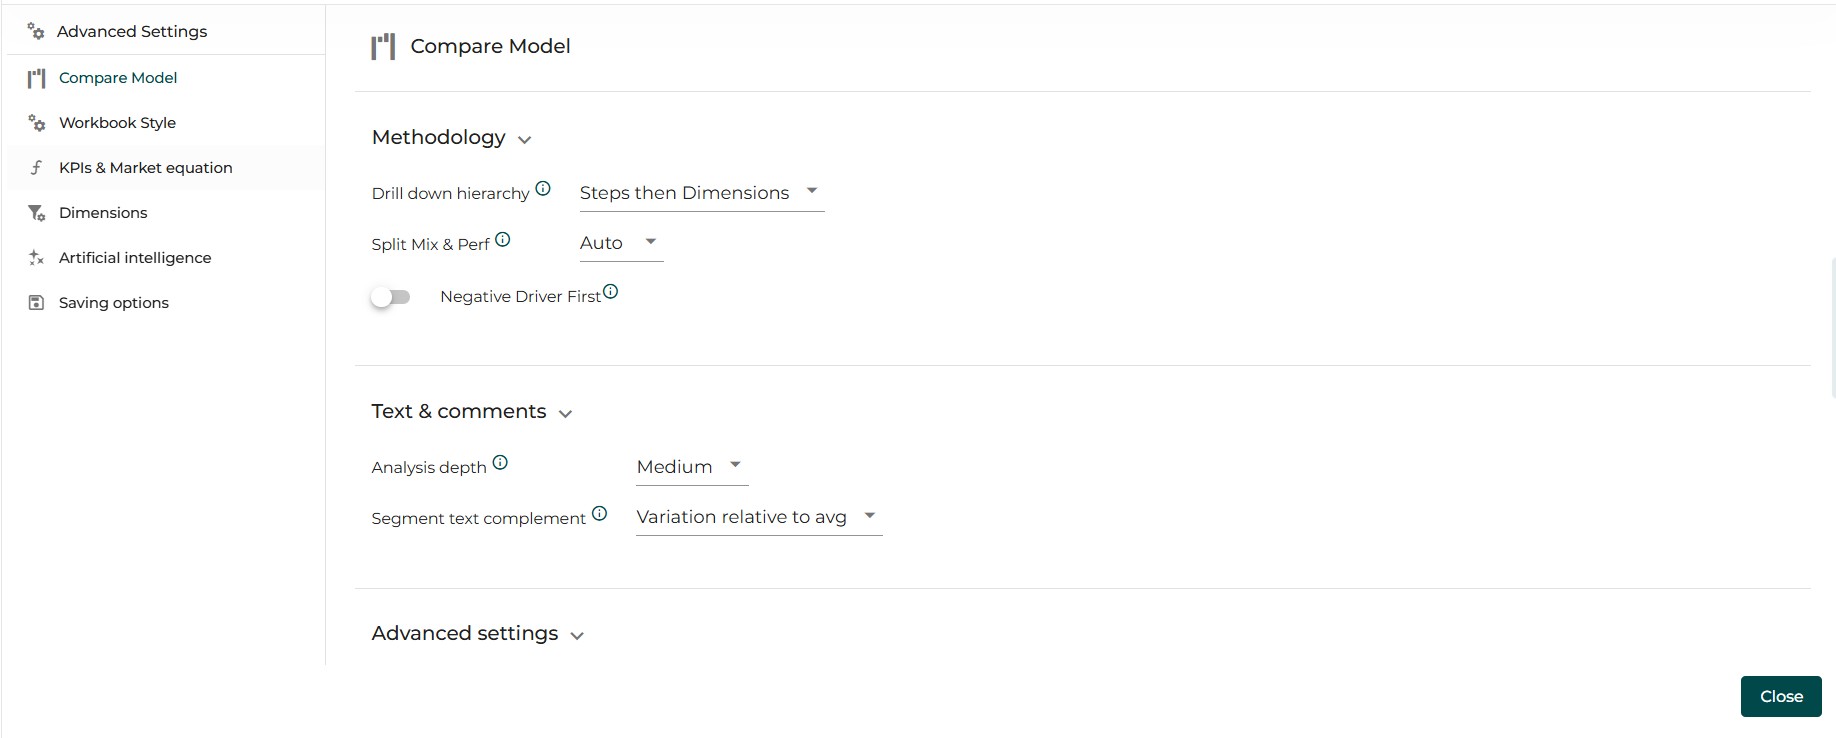 Advanced Settings
Compare Model
Workbook Style
KPIs & Market equation
Dimensions
Artificial intelligence
Saving options
Compare Model
Methodology
Drill down hierarchy Steps then Dimensions
Split Mix & Perf Auto
Negative Driver First
Text & comments
Analysis depth Medium
Segment text complement Variation relative to avg
Advanced settings
Close